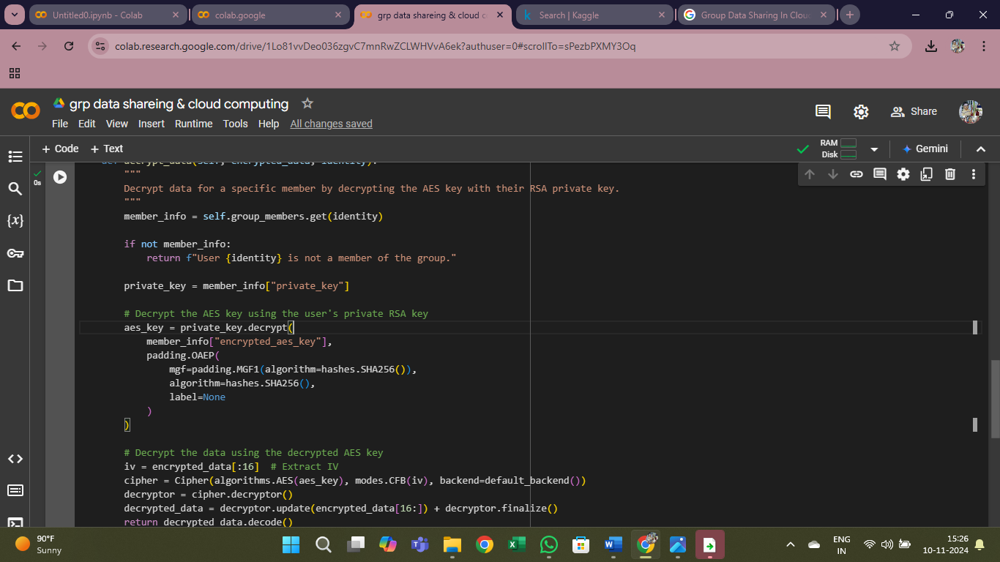 Untitled0.ipynb - Colab
colab.google
grp data shareing & cloud c
Search | Kaggle
Group Data Sharing In Clou
colab.research.google.com/drive/1Lo81vvDeo036zgvC7mnRwZCLWHVvA6ek?authuser=0#scrollTo=sPezbPXMY3Oq
grp data shareing & cloud computing
File Edit View Insert Runtime Tools Help All changes saved
Share
+ Code + Text
RAM
Disk
Gemini
0s
def decrypt_data(self, encrypted_data, identity):
"""
Decrypt data for a specific member by decrypting the AES key with their RSA private key.
"""
member_info = self.group_members.get(identity)
if not member_info:
return f"User {identity} is not a member of the group."
private_key = member_info["private_key"]
# Decrypt the AES key using the user's private RSA key
aes_key = private_key.decrypt(
member_info["encrypted_aes_key"],
padding.OAEP(
mgf=padding.MGF1(algorithm=hashes.SHA256()),
algorithm=hashes.SHA256(),
label=None
)
)
# Decrypt the data using the decrypted AES key
iv = encrypted_data[:16]  # Extract IV
cipher = Cipher(algorithms.AES(aes_key), modes.CFB(iv), backend=default_backend())
decryptor = cipher.decryptor()
decrypted_data = decryptor.update(encrypted_data[16:]) + decryptor.finalize()
return decrypted_data.decode()
90°F
Sunny
ENG
IN
15:26
10-11-2024